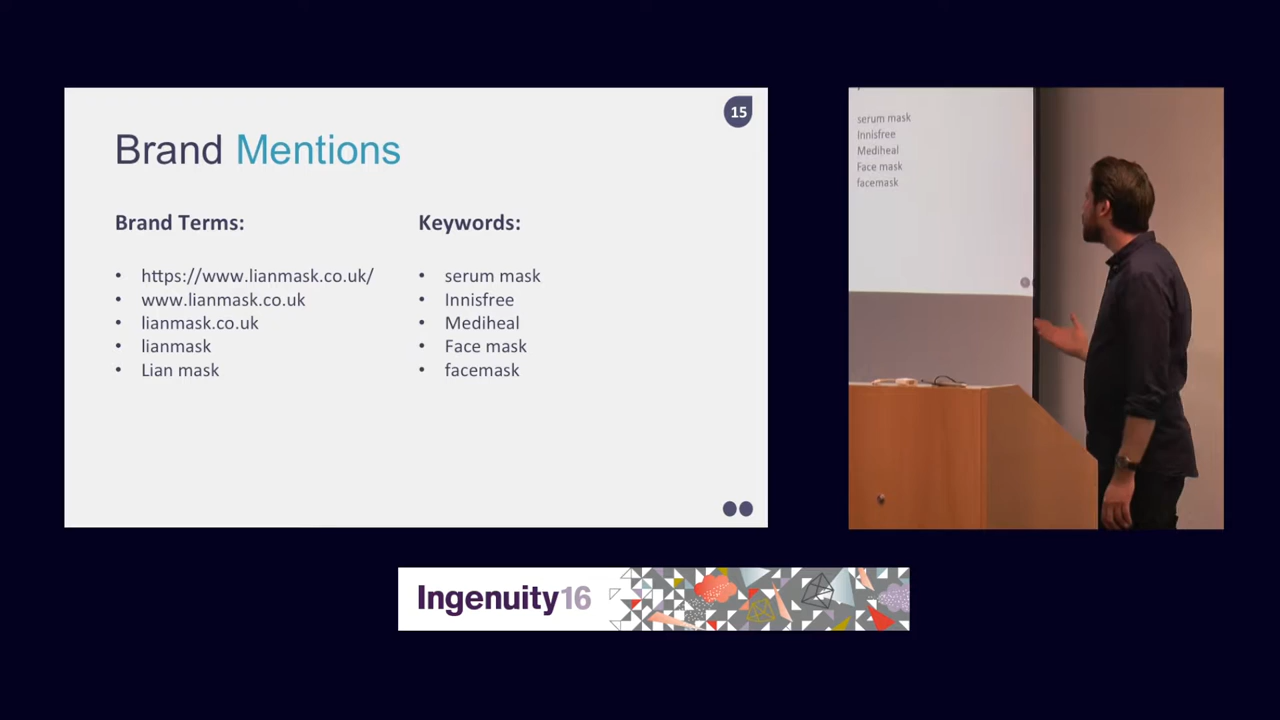 15
Brand Mentions
Brand Terms:
• https://www.lianmask.co.uk/
• www.lianmask.co.uk
• lianmask.co.uk
• lianmask
• Lian mask
Keywords:
• serum mask
• Innisfree
• Mediheal
• Face mask
• facemask
serum mask
Innisfree
Mediheal
Face mask
facemask
Ingenuity16